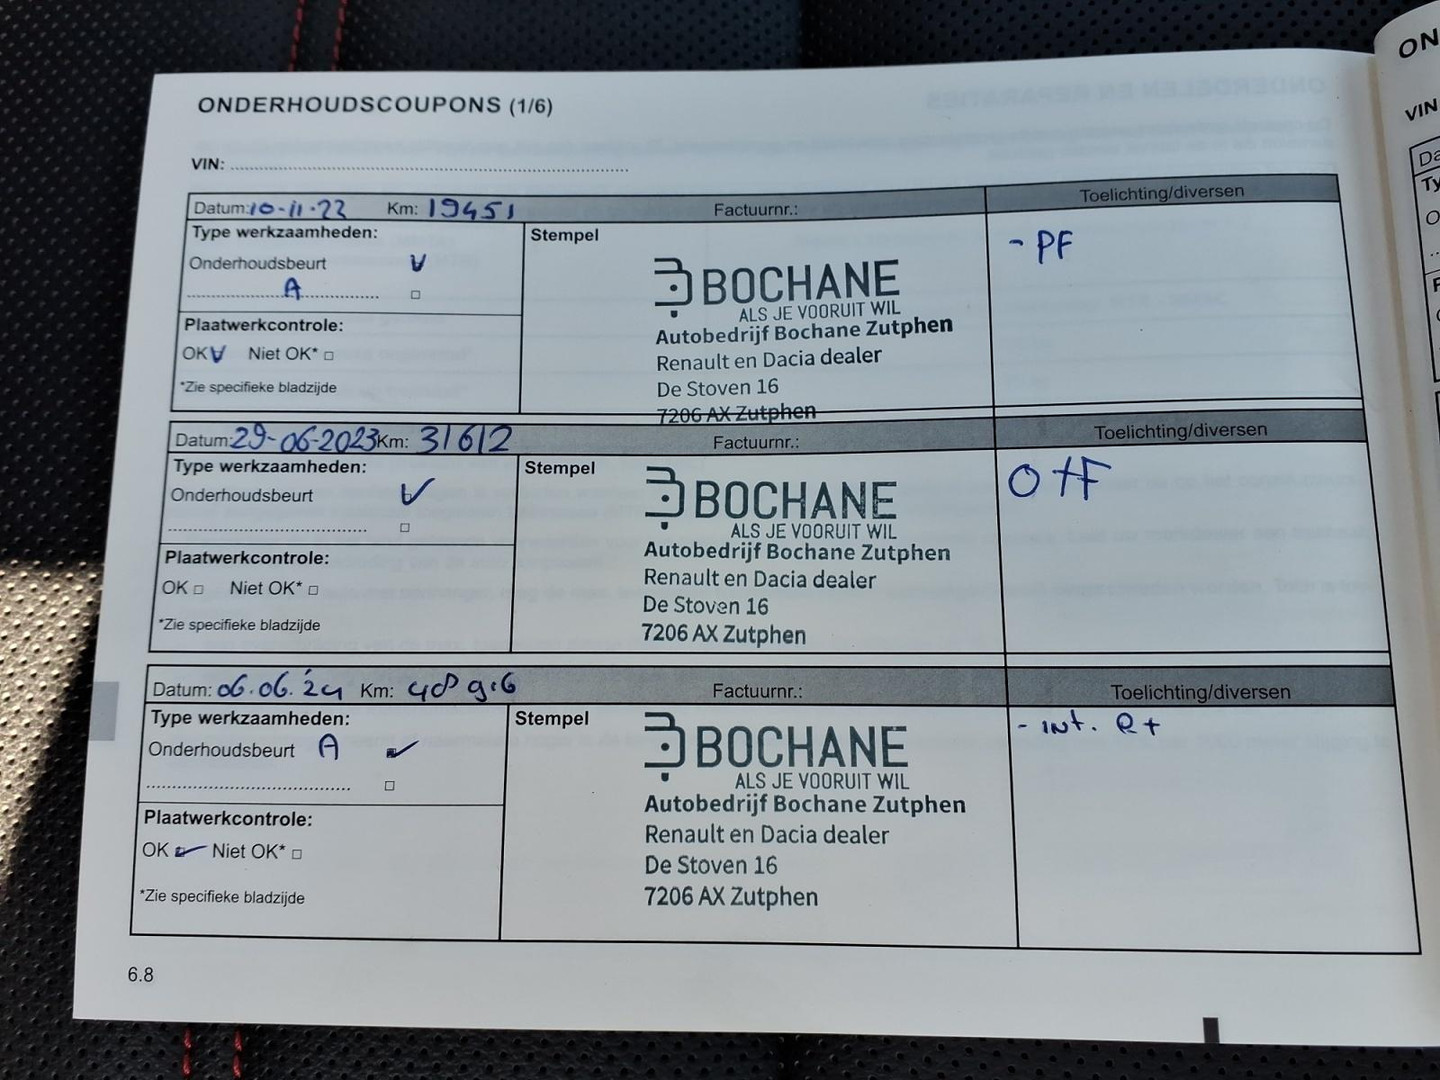 ONDERHOUDSCOUPONS (1/6)
VIN:
Datum: 10-11-22 Km: 19451 Factuurnr.: Toelichting/diversen
Type werkzaamheden: Stempel
- PF
Onderhoudsbeurt
A
BOCHANE
ALS JE VOORUIT WIL
Plaatwerkcontrole:
Autobedrijf Bochane Zutphen
OK Niet OK*
Renault en Dacia dealer
*Zie specifieke bladzijde
De Stoven 16
7206 AX Zutphen
Datum: 29-06-2023 Km: 31612 Factuurnr.: Toelichting/diversen
Type werkzaamheden: Stempel
O+F
Onderhoudsbeurt
BOCHANE
ALS JE VOORUIT WIL
Plaatwerkcontrole:
Autobedrijf Bochane Zutphen
OK Niet OK*
Renault en Dacia dealer
*Zie specifieke bladzijde
De Stoven 16
7206 AX Zutphen
Datum: 06.06.'24 Km: Factuurnr.: Toelichting/diversen
Type werkzaamheden: Stempel
- int. R+
Onderhoudsbeurt A
BOCHANE
ALS JE VOORUIT WIL
Plaatwerkcontrole:
Autobedrijf Bochane Zutphen
OK Niet OK*
Renault en Dacia dealer
*Zie specifieke bladzijde
De Stoven 16
7206 AX Zutphen
6.8
ON
VIN
Da
Ty